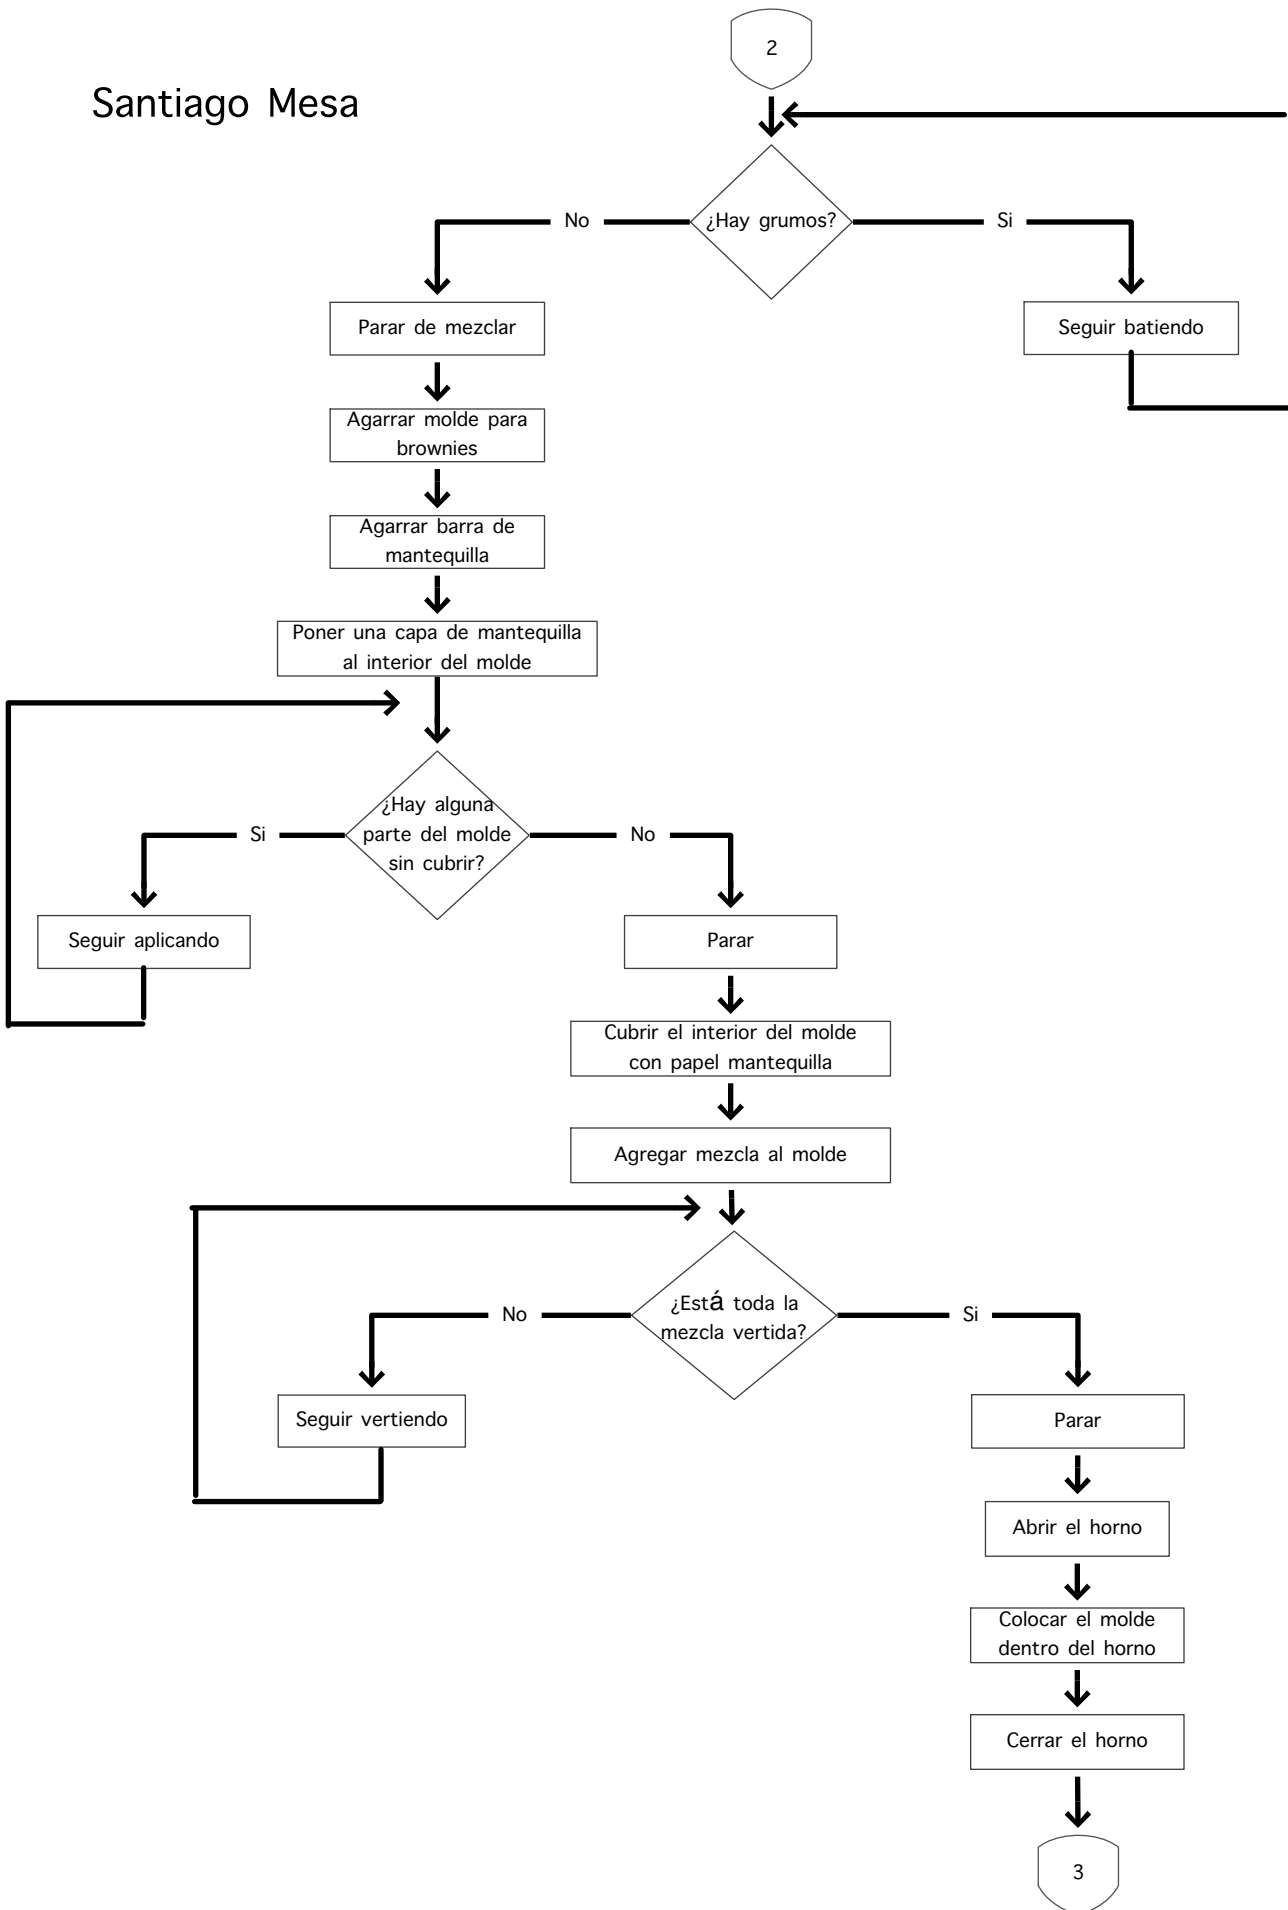 2
Santiago Mesa
¿Hay grumos?
No
Si
Parar de mezclar
Seguir batiendo
Agarrar molde para
brownies
Agarrar barra de
mantequilla
Poner una capa de mantequilla
al interior del molde
¿Hay alguna
parte del molde
sin cubrir?
Si
No
Seguir aplicando
Parar
Cubrir el interior del molde
con papel mantequilla
Agregar mezcla al molde
¿Está toda la
mezcla vertida?
No
Si
Seguir vertiendo
Parar
Abrir el horno
Colocar el molde
dentro del horno
Cerrar el horno
3